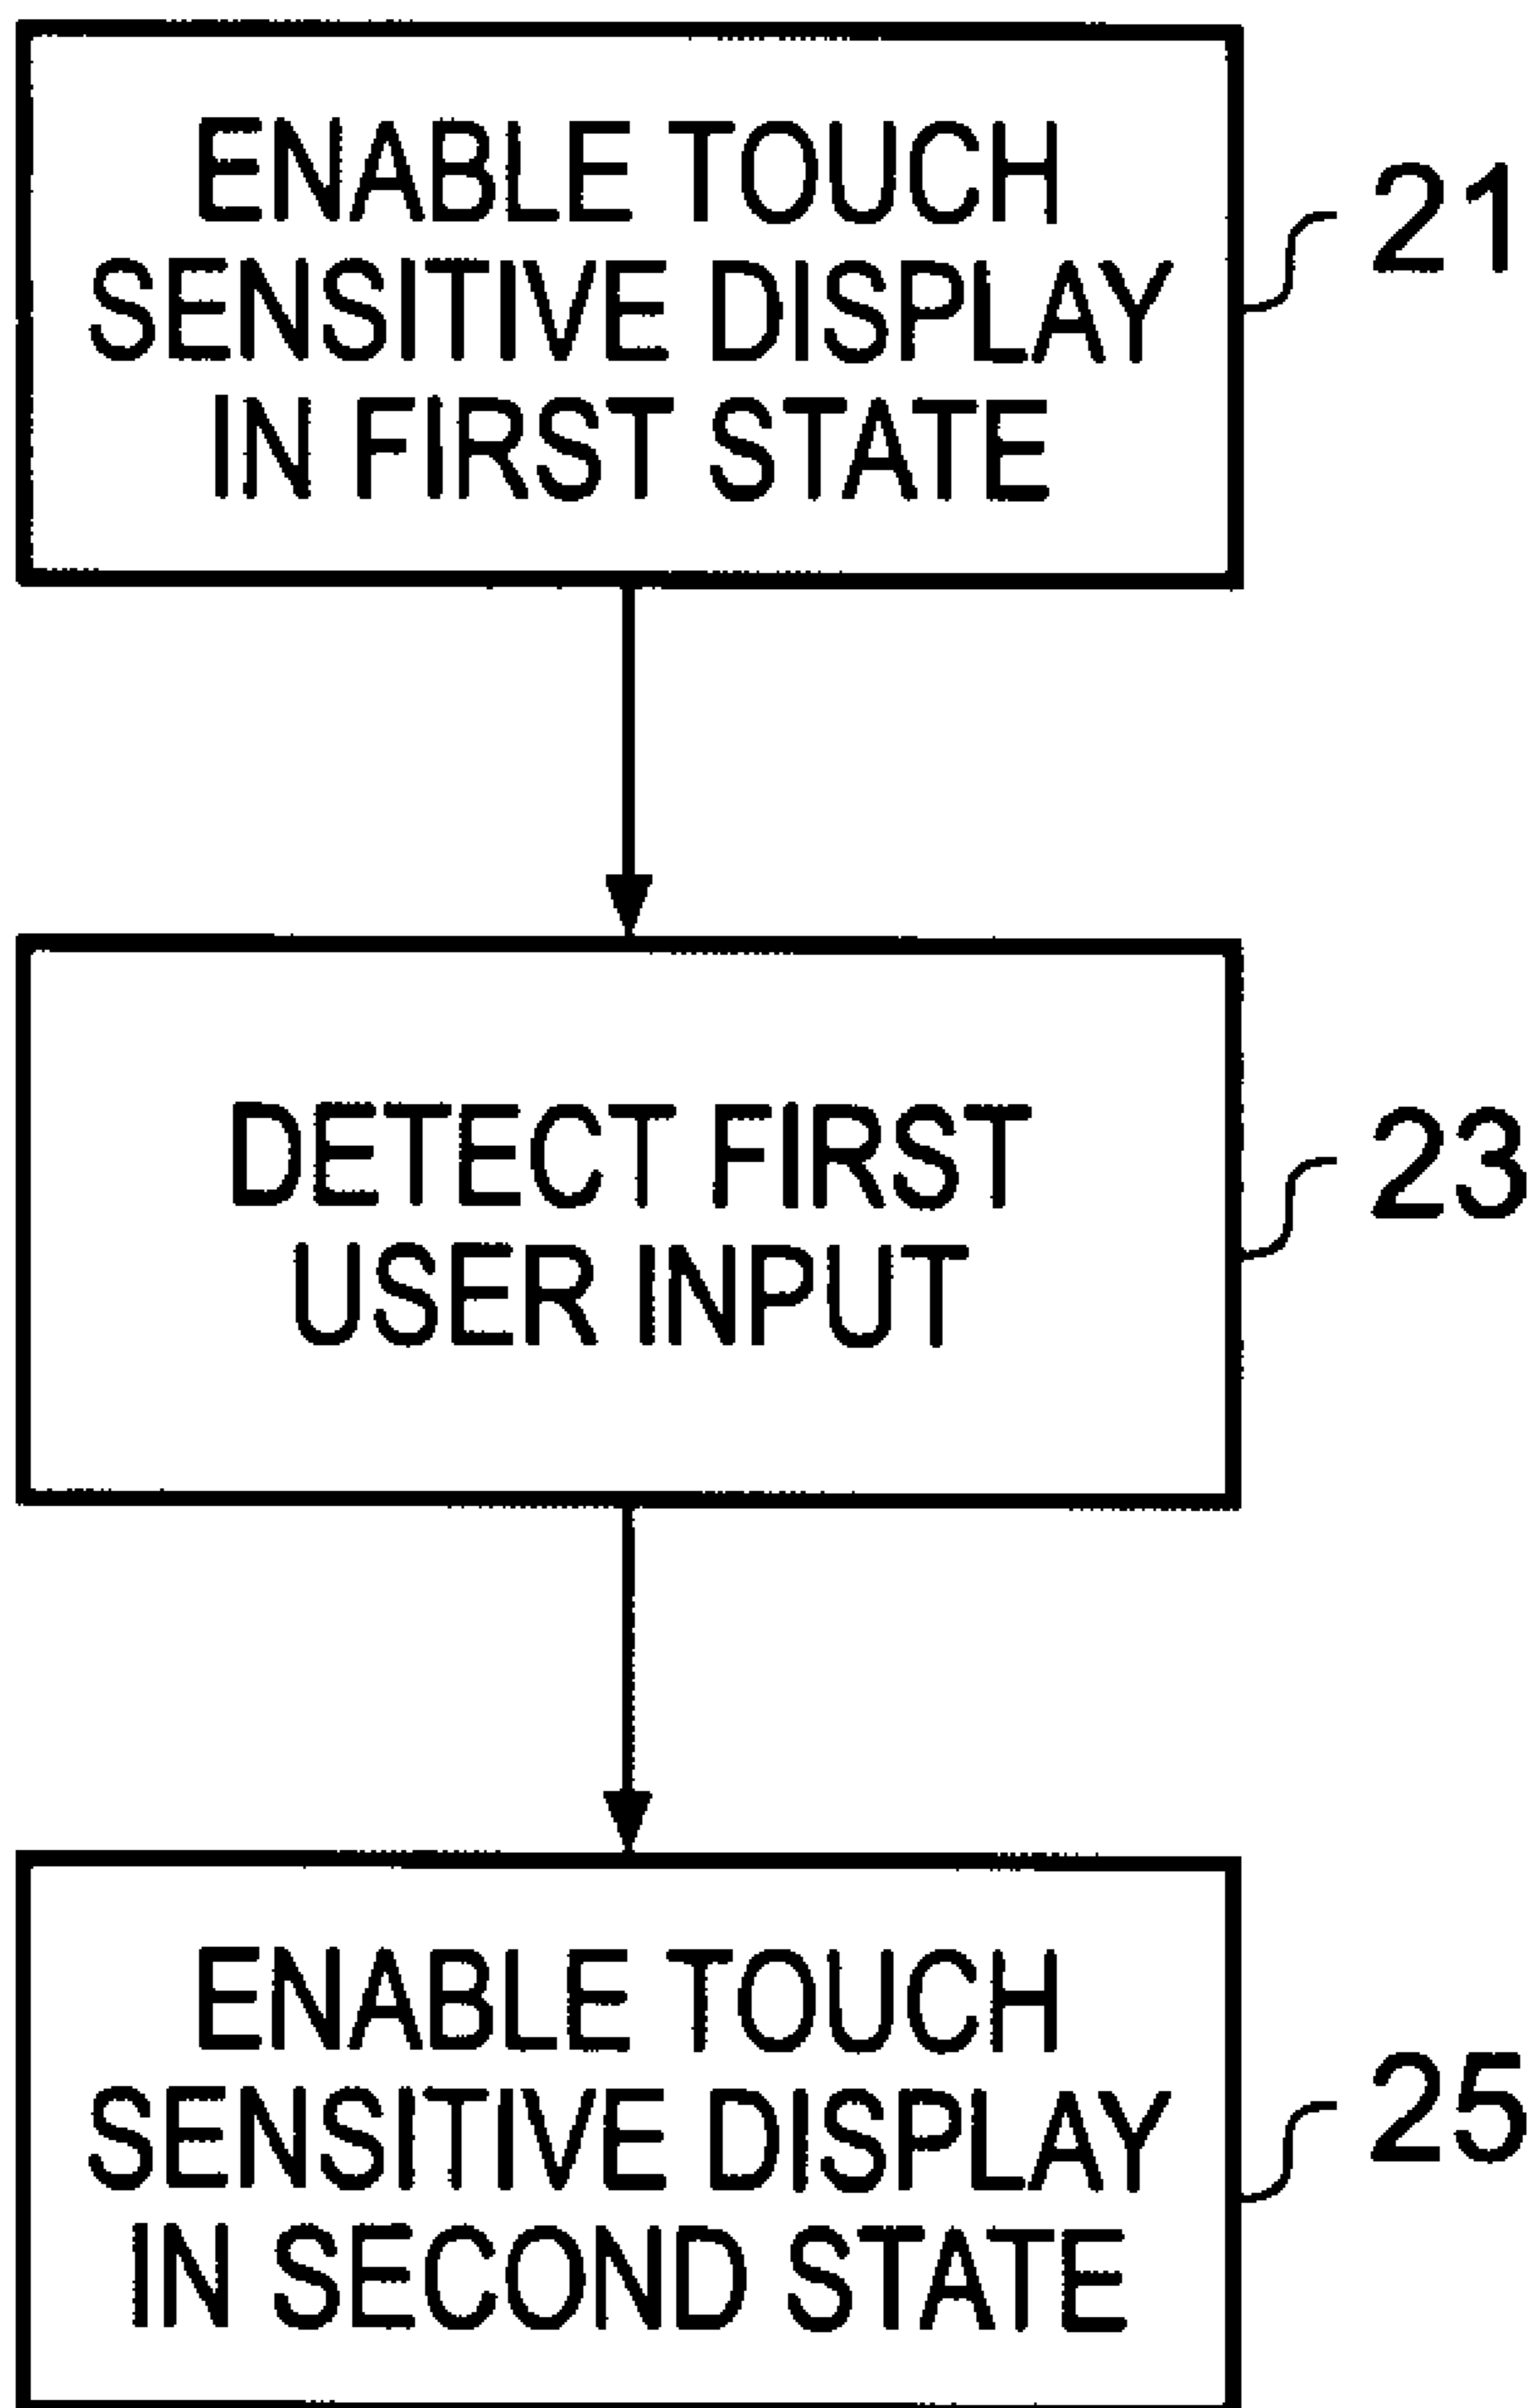 ENABLE TOUCH
SENSITIVE DISPLAY
IN FIRST STATE
21
DETECT FIRST
USER INPUT
23
ENABLE TOUCH
SENSITIVE DISPLAY
IN SECOND STATE
25